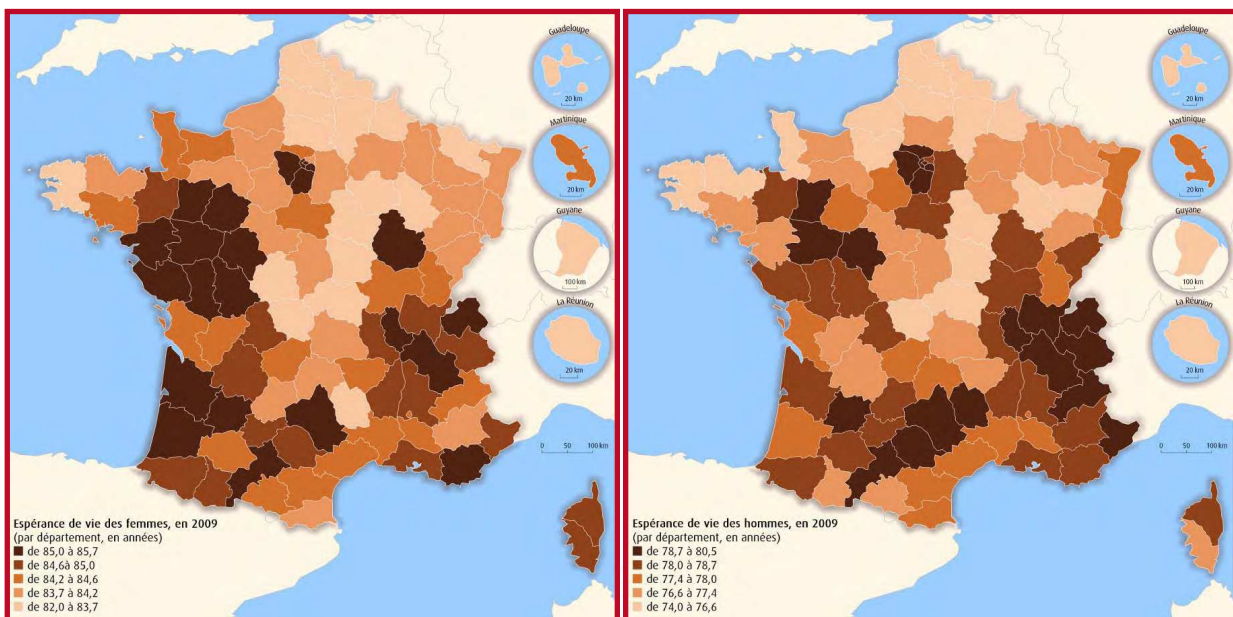 Guadeloupe
20 km
Martinique
20 km
Guyane
100 km
La Réunion
20 km
0 50 100 km
Espérance de vie des femmes, en 2009
(par département, en années)
de 85,0 à 85,7
de 84,6à 85,0
de 84,2 à 84,6
de 83,7 à 84,2
de 82,0 à 83,7
Guadeloupe
20 km
Martinique
20 km
Guyane
100 km
La Réunion
20 km
0 50 100 km
Espérance de vie des hommes, en 2009
(par département, en années)
de 78,7 à 80,5
de 78,0 à 78,7
de 77,4 à 78,0
de 76,6 à 77,4
de 74,0 à 76,6